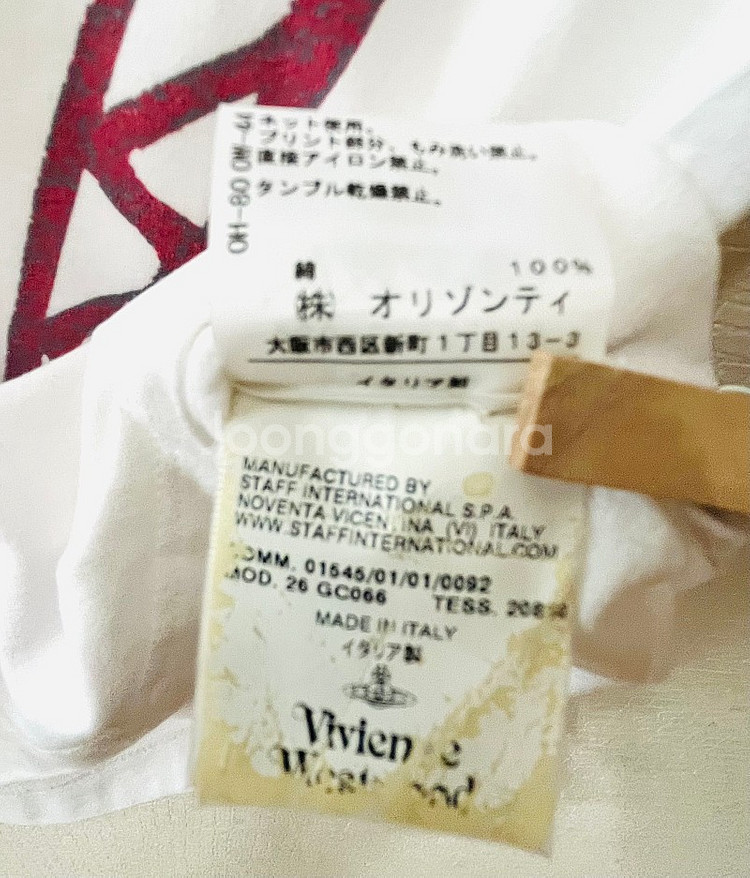 ネット使用。
プリント部分、もみ洗い禁止。
直接アイロン禁止。
タンブル乾燥禁止。
綿 100%
㈱ オリゾンティ
大阪市西区新町1丁目13-3
イタリア製
joonggonara
MANUFACTURED BY
STAFF INTERNATIONAL S.P.A.
NOVENTA VICENTINA (VI) ITALY
WWW.STAFFINTERNATIONAL.COM
COMM. 01545/01/01/0092
MOD. 26 GC066 TESS.
MADE IN ITALY
イタリア製
Vivienne
Westwood